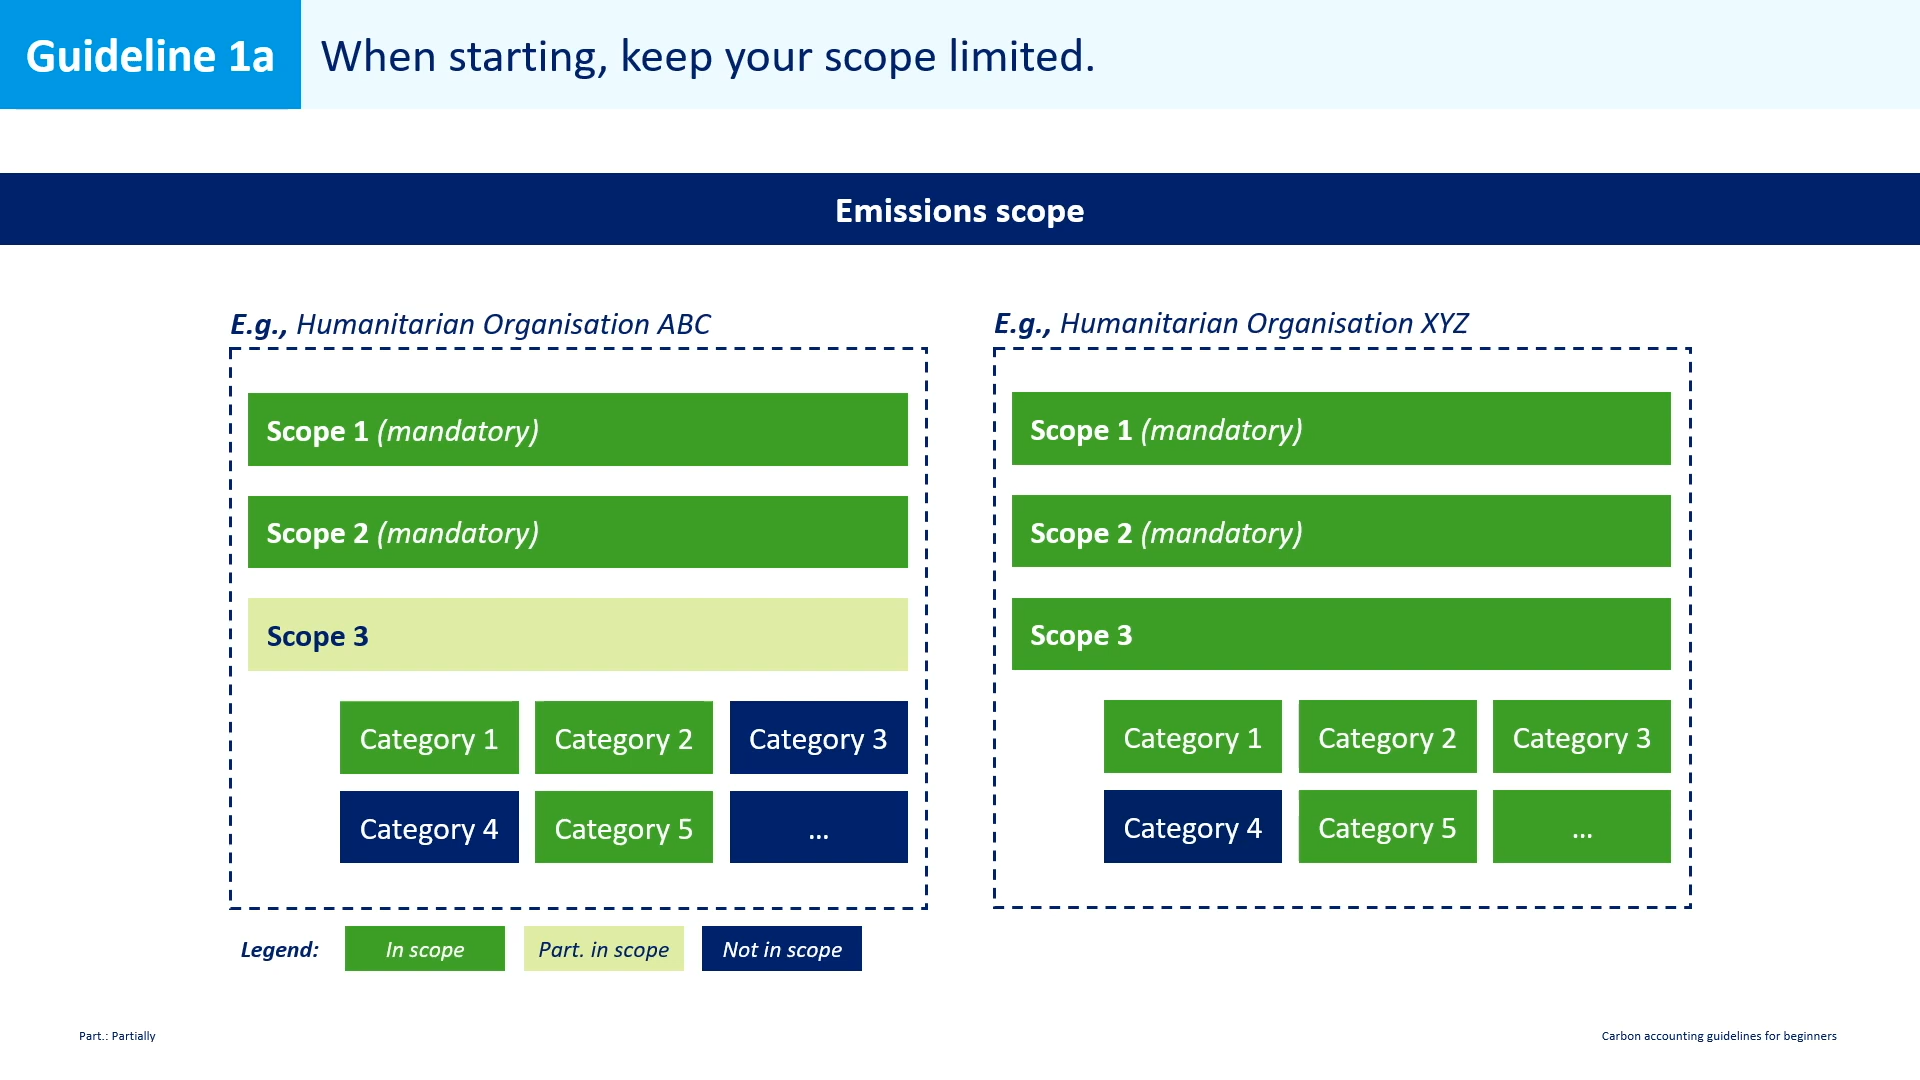 Guideline 1a
When starting, keep your scope limited.
Emissions scope
E.g., Humanitarian Organisation ABC
Scope 1 (mandatory)
Scope 2 (mandatory)
Scope 3
Category 1
Category 2
Category 3
Category 4
Category 5
...
E.g., Humanitarian Organisation XYZ
Scope 1 (mandatory)
Scope 2 (mandatory)
Scope 3
Category 1
Category 2
Category 3
Category 4
Category 5
...
Legend:
In scope
Part. in scope
Not in scope
Part.: Partially
Carbon accounting guidelines for beginners